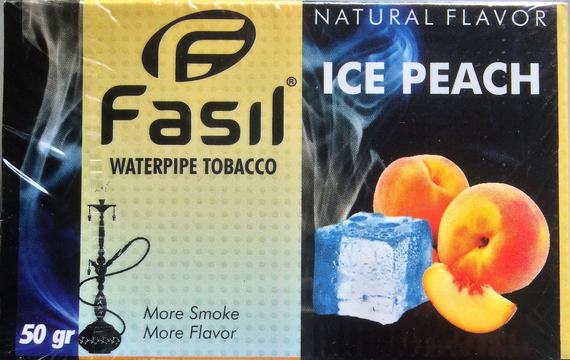 NATURAL FLAVOR
ICE PEACH
Fasil®
WATERPIPE TOBACCO
More Smoke
More Flavor
50 gr